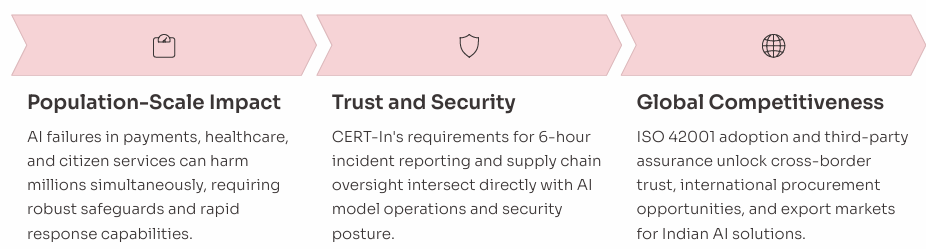 Population-Scale Impact
AI failures in payments, healthcare,
and citizen services can harm
millions simultaneously, requiring
robust safeguards and rapid
response capabilities.
Trust and Security
CERT-In's requirements for 6-hour
incident reporting and supply chain
oversight intersect directly with AI
model operations and security
posture.
Global Competitiveness
ISO 42001 adoption and third-party
assurance unlock cross-border
trust, international procurement
opportunities, and export markets
for Indian AI solutions.